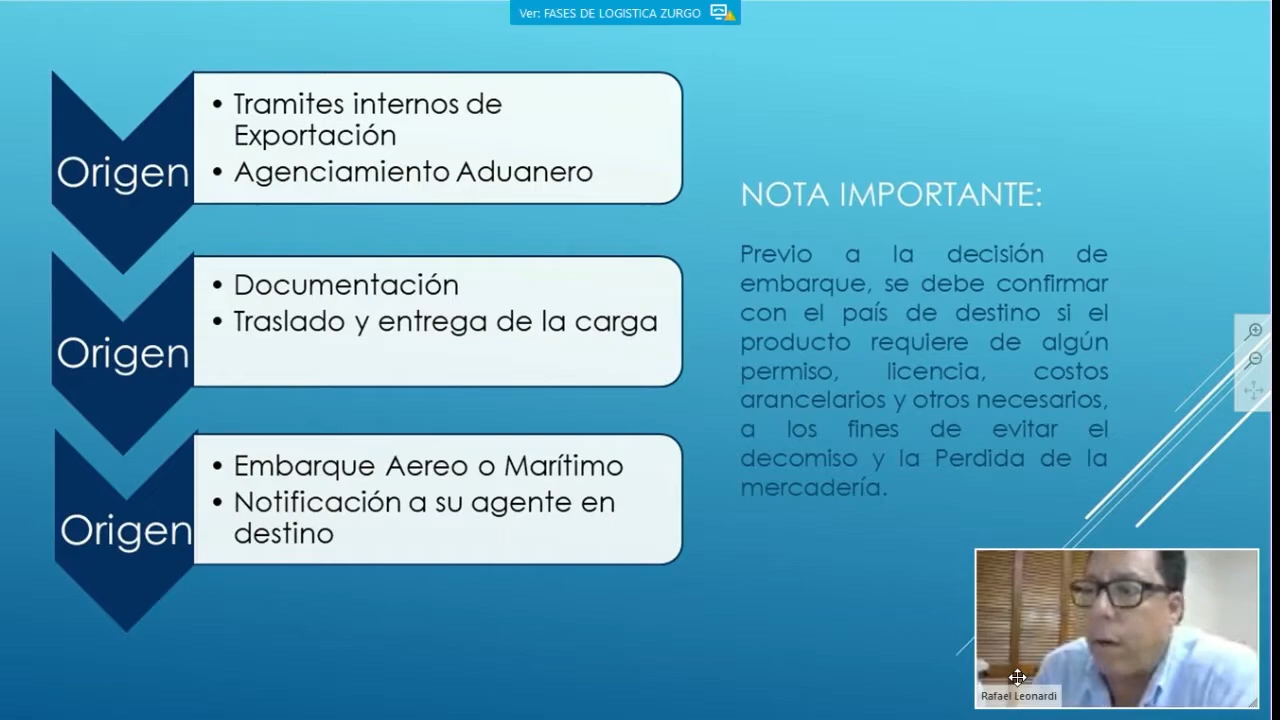 Ver: FASES DE LOGISTICA ZURGO
Origen
• Tramites internos de
Exportación
• Agenciamiento Aduanero
Origen
• Documentación
• Traslado y entrega de la carga
Origen
• Embarque Aereo o Marítimo
• Notificación a su agente en
destino
NOTA IMPORTANTE:
Previo a la decisión de
embarque, se debe confirmar
con el país de destino si el
producto requiere de algún
permiso, licencia, costos
arancelarios y otros necesarios,
a los fines de evitar el
decomiso y la Perdida de la
mercadería.
Rafael Leonardi